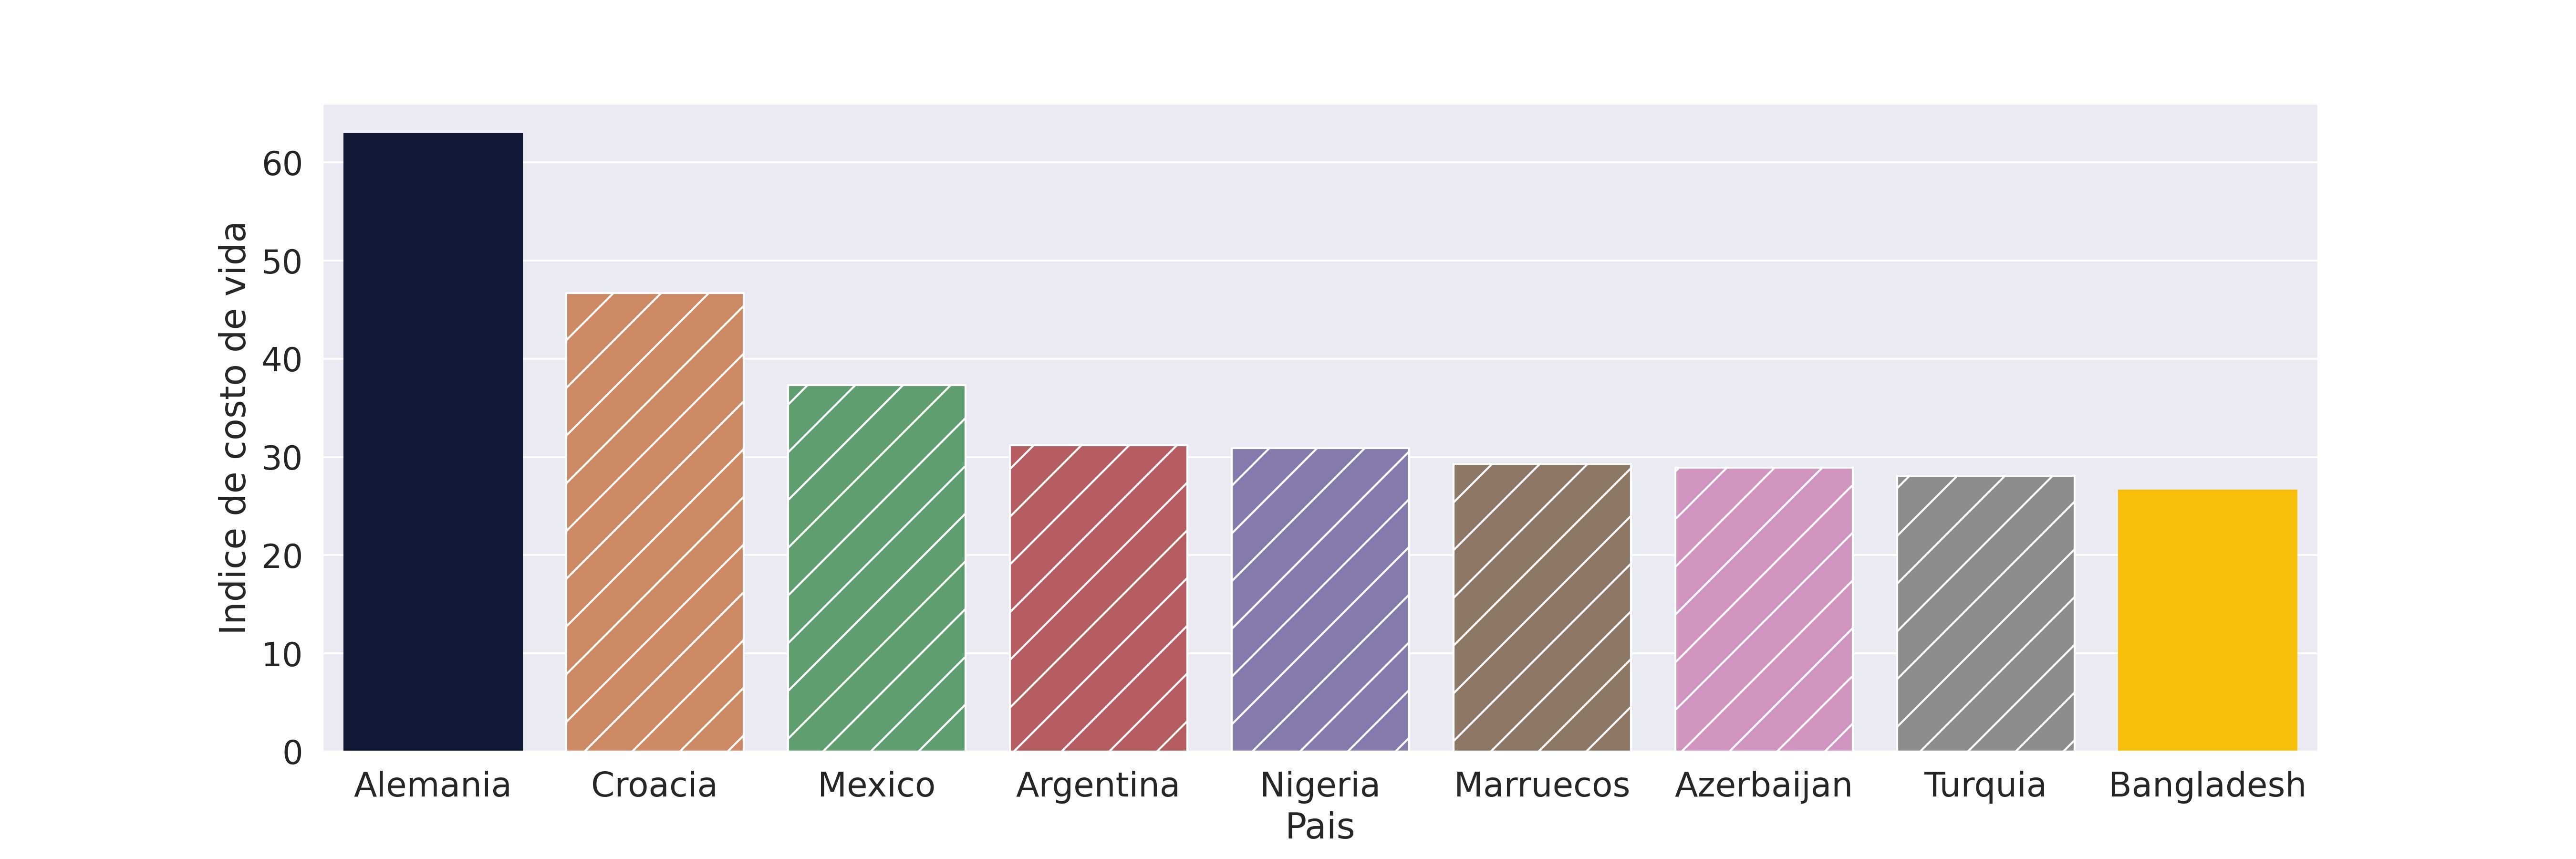 Indice de costo de vida
60
50
40
30
20
10
0
Alemania Croacia Mexico Argentina Nigeria Marruecos Azerbaijan Turquia Bangladesh
Pais